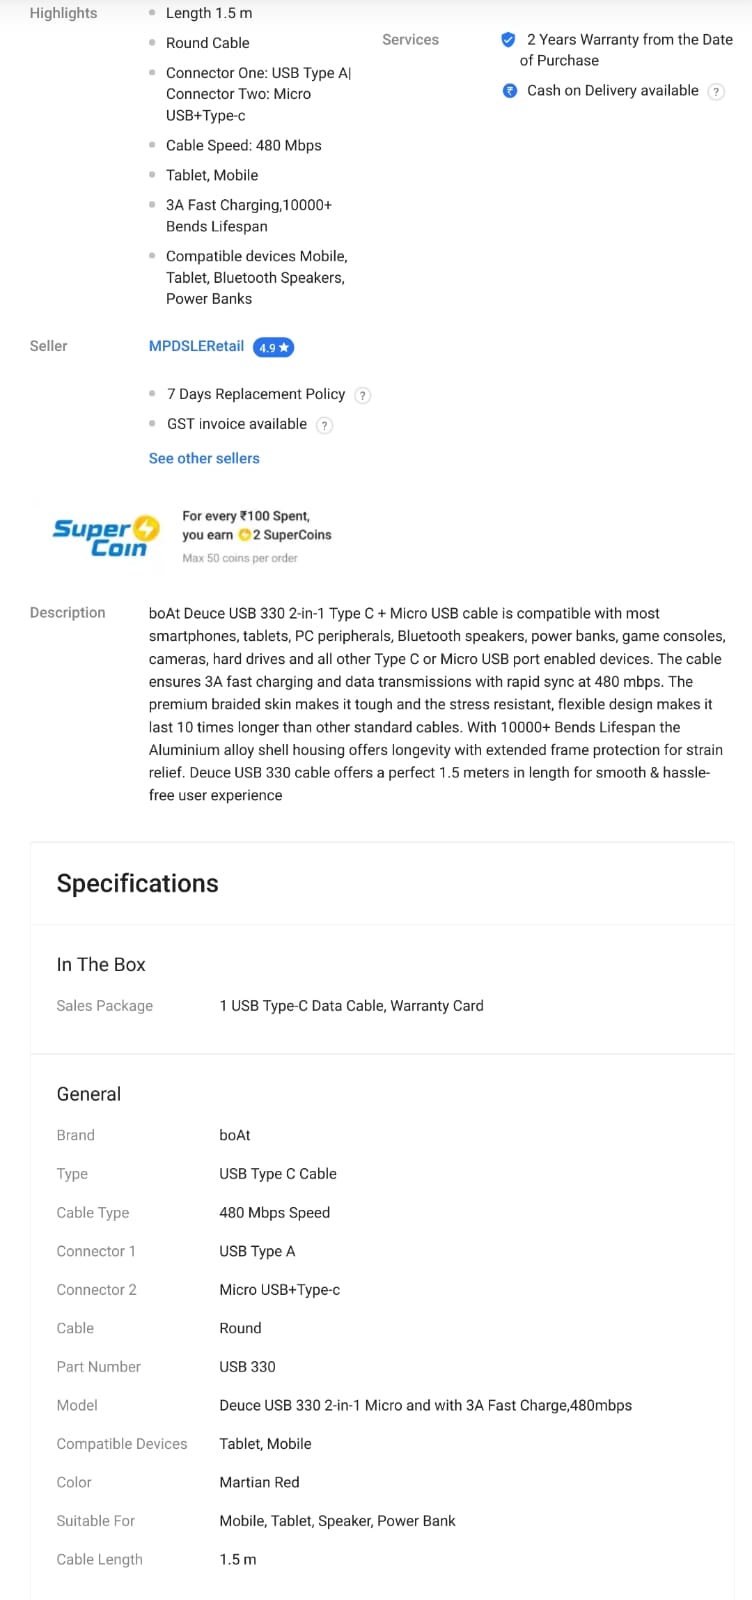 Highlights
Length 1.5 m
Round Cable
Connector One: USB Type A|
Connector Two: Micro
USB+Type-c
Cable Speed: 480 Mbps
Tablet, Mobile
3A Fast Charging,10000+
Bends Lifespan
Compatible devices Mobile,
Tablet, Bluetooth Speakers,
Power Banks
Services
2 Years Warranty from the Date
of Purchase
₹ Cash on Delivery available ?
Seller
MPDSLERetail 4.9★
7 Days Replacement Policy ?
GST invoice available ?
See other sellers
Super
Coin
For every ₹100 Spent,
you earn 2 SuperCoins
Max 50 coins per order
Description
boAt Deuce USB 330 2-in-1 Type C + Micro USB cable is compatible with most
smartphones, tablets, PC peripherals, Bluetooth speakers, power banks, game consoles,
cameras, hard drives and all other Type C or Micro USB port enabled devices. The cable
ensures 3A fast charging and data transmissions with rapid sync at 480 mbps. The
premium braided skin makes it tough and the stress resistant, flexible design makes it
last 10 times longer than other standard cables. With 10000+ Bends Lifespan the
Aluminium alloy shell housing offers longevity with extended frame protection for strain
relief. Deuce USB 330 cable offers a perfect 1.5 meters in length for smooth & hassle-
free user experience
Specifications
In The Box
Sales Package 1 USB Type-C Data Cable, Warranty Card
General
Brand boAt
Type USB Type C Cable
Cable Type 480 Mbps Speed
Connector 1 USB Type A
Connector 2 Micro USB+Type-c
Cable Round
Part Number USB 330
Model Deuce USB 330 2-in-1 Micro and with 3A Fast Charge,480mbps
Compatible Devices Tablet, Mobile
Color Martian Red
Suitable For Mobile, Tablet, Speaker, Power Bank
Cable Length 1.5 m